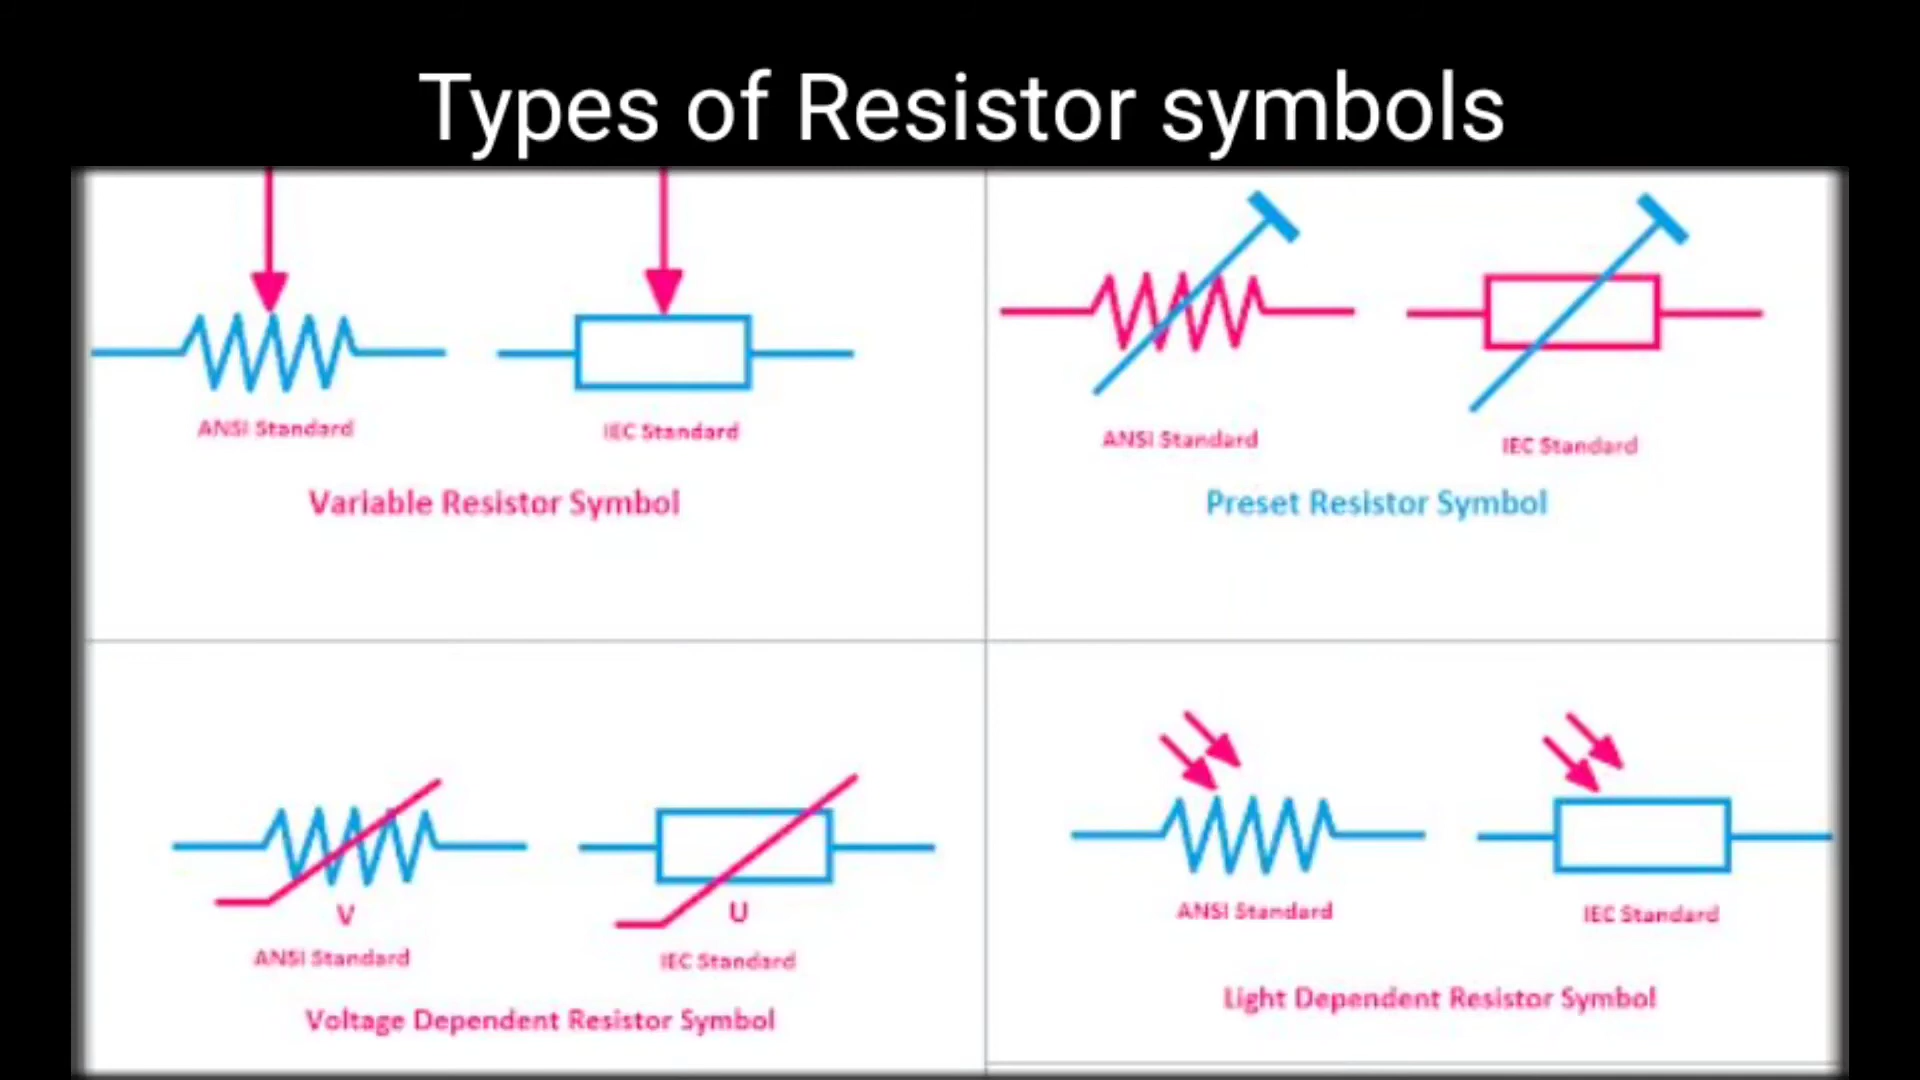 Types of Resistor symbols
ANSI Standard
IEC Standard
Variable Resistor Symbol
ANSI Standard
IEC Standard
Preset Resistor Symbol
V
U
ANSI Standard
IEC Standard
Voltage Dependent Resistor Symbol
ANSI Standard
IEC Standard
Light Dependent Resistor Symbol